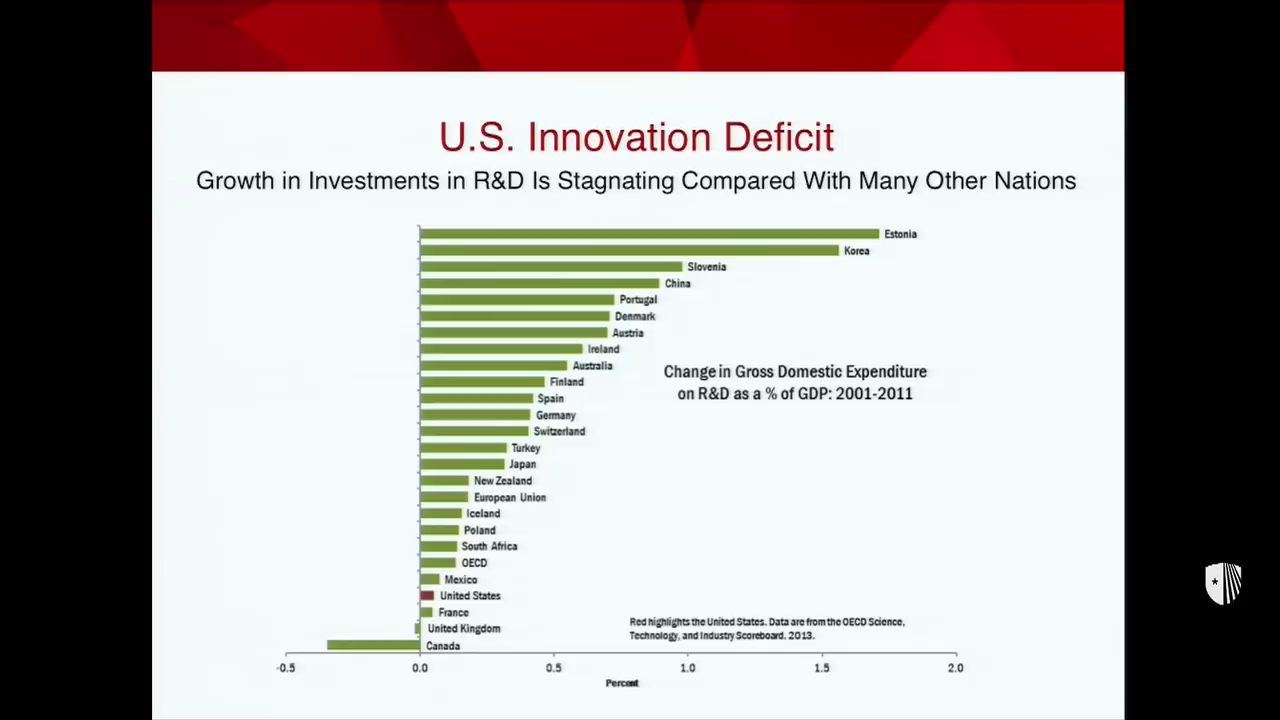 U.S. Innovation Deficit
Growth in Investments in R&D Is Stagnating Compared With Many Other Nations
Estonia
Korea
Slovenia
China
Portugal
Denmark
Austria
Ireland
Australia
Change in Gross Domestic Expenditure
on R&D as a % of GDP: 2001-2011
Finland
Spain
Germany
Switzerland
Turkey
Japan
New Zealand
European Union
Iceland
Poland
South Africa
OECD
Mexico
United States
France
United Kingdom
Canada
Red highlights the United States. Data are from the OECD Science,
Technology, and Industry Scoreboard. 2013.
-0.5 0.0 0.5 1.0 1.5 2.0
Percent